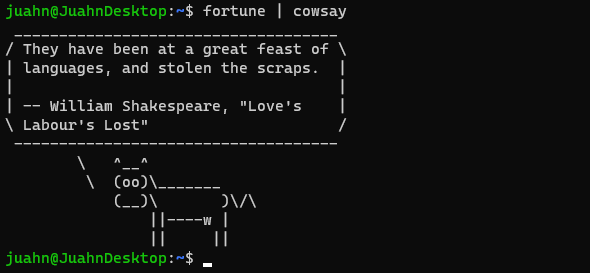 juahn@JuahnDesktop:~$ fortune | cowsay
 ____________________________________
/ They have been at a great feast of \
| languages, and stolen the scraps.  |
|                                    |
| -- William Shakespeare, "Love's    |
\ Labour's Lost"                     /
 ------------------------------------
        \   ^__^
         \  (oo)\_______
            (__)\       )\/\
                ||----w |
                ||     ||
juahn@JuahnDesktop:~$